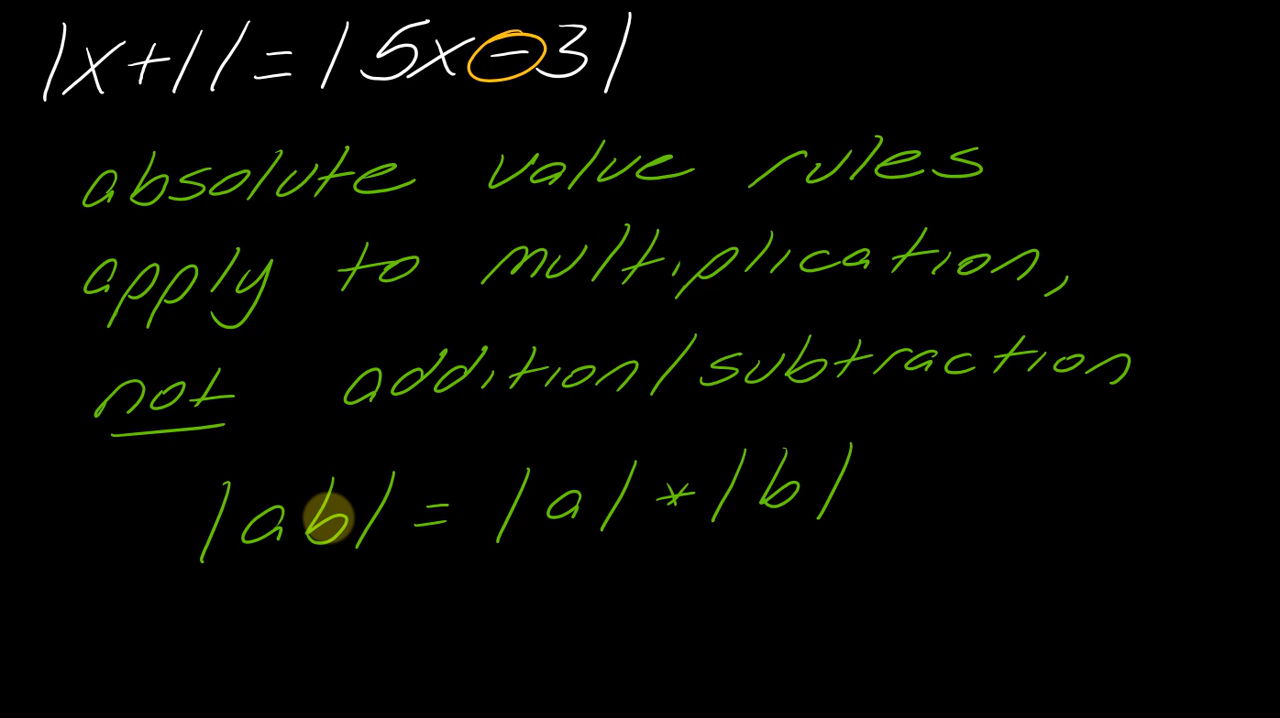 |x+1| = |5x-3|
absolute value rules
apply to multiplication,
not addition/subtraction
|ab| = |a| * |b|